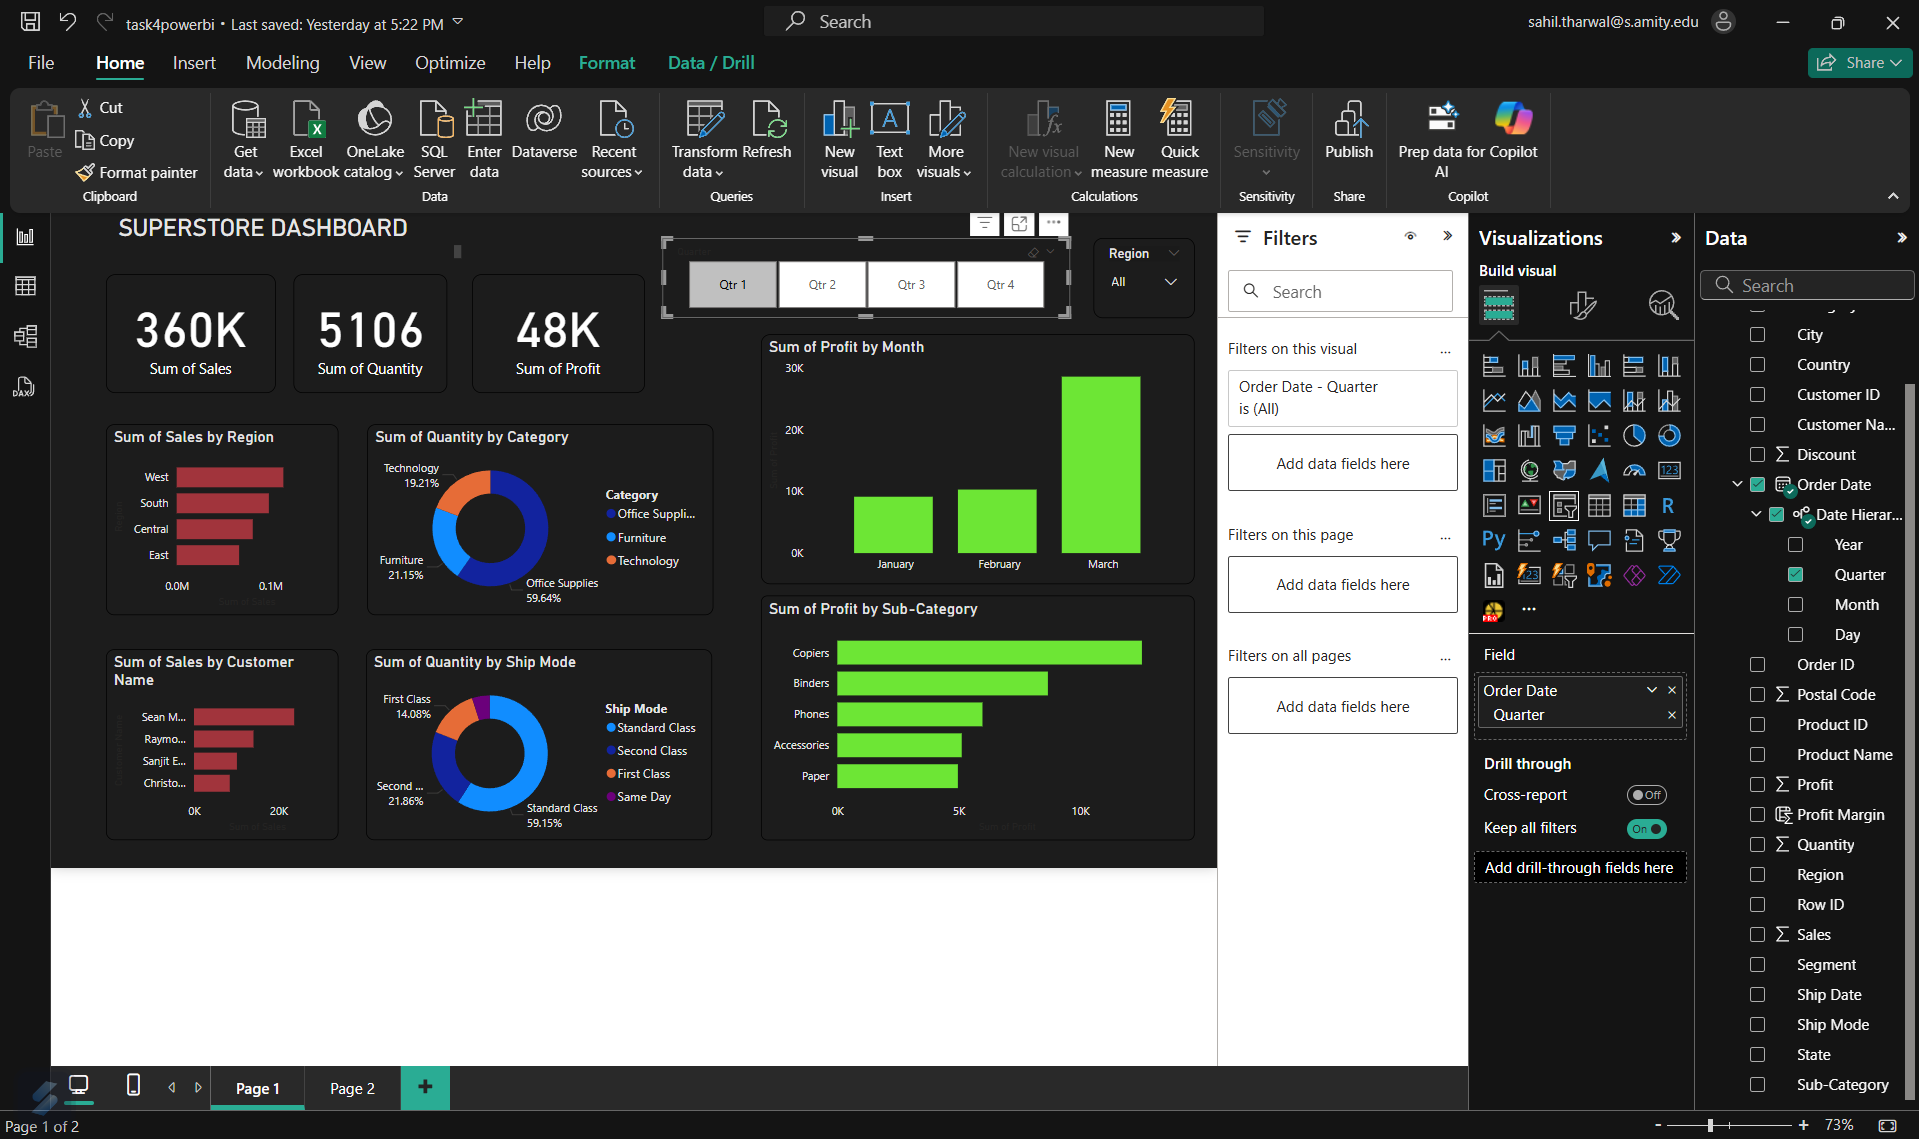 task4powerbi • Last saved: Yesterday at 5:22 PM
Search
sahil.tharwal@s.amity.edu
File
Home
Insert
Modeling
View
Optimize
Help
Format
Data / Drill
Share
Paste
Cut
Copy
Format painter
Clipboard
Get data
Excel workbook
OneLake catalog
SQL Server
Enter data
Dataverse
Recent sources
Data
Transform data
Refresh
Queries
New visual
Text box
More visuals
Insert
New visual calculation
New measure
Quick measure
Calculations
Sensitivity
Sensitivity
Publish
Share
Prep data for AI
Copilot
Copilot
SUPERSTORE DASHBOARD
Qtr 1
Qtr 2
Qtr 3
Qtr 4
Region
All
360K
Sum of Sales
5106
Sum of Quantity
48K
Sum of Profit
Sum of Profit by Month
30K
20K
10K
0K
January
February
March
Sum of Sales by Region
West
South
Central
East
0.0M
0.1M
Sum of Quantity by Category
Technology
19.21%
Furniture
21.15%
Office Supplies
59.64%
Category
Office Suppli...
Furniture
Technology
Sum of Profit by Sub-Category
Copiers
Binders
Phones
Accessories
Paper
0K
5K
10K
Sum of Sales by Customer
Name
Sean M...
Raymo...
Sanjit E...
Christo...
0K
20K
Sum of Quantity by Ship Mode
First Class
14.08%
Second ...
21.86%
Standard Class
59.15%
Ship Mode
Standard Class
Second Class
First Class
Same Day
Filters
Search
Filters on this visual
Order Date - Quarter
is (All)
Add data fields here
Filters on this page
Add data fields here
Filters on all pages
Add data fields here
Visualizations
Build visual
123
R
Py
123
PRO
Field
Order Date
Quarter
Drill through
Cross-report
Off
Keep all filters
On
Add drill-through fields here
Data
Search
City
Country
Customer ID
Customer Na...
Discount
Order Date
Date Hierar...
Year
Quarter
Month
Day
Order ID
Postal Code
Product ID
Product Name
Profit
Profit Margin
Quantity
Region
Row ID
Sales
Segment
Ship Date
Ship Mode
State
Sub-Category
DAX
Page 1
Page 2
Page 1 of 2
73%